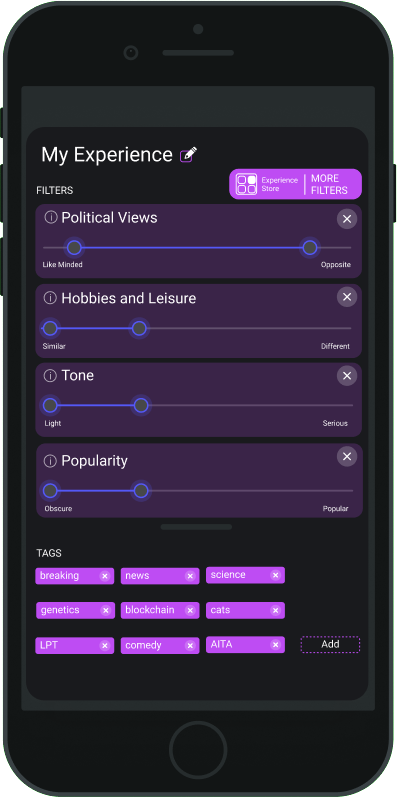 My Experience
FILTERS
Experience
Store
MORE
FILTERS
Political Views
Like Minded
Opposite
Hobbies and Leisure
Similar
Different
Tone
Light
Serious
Popularity
Obscure
Popular
TAGS
breaking
news
science
genetics
blockchain
cats
LPT
comedy
AITA
Add